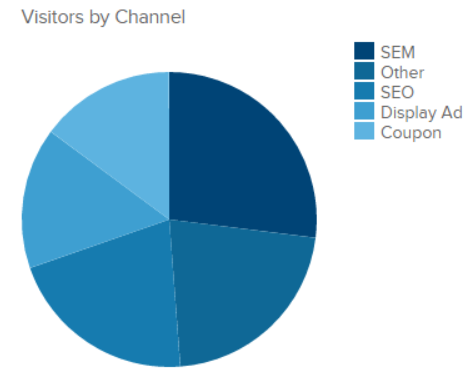 Visitors by Channel
SEM
Other
SEO
Display Ad
Coupon